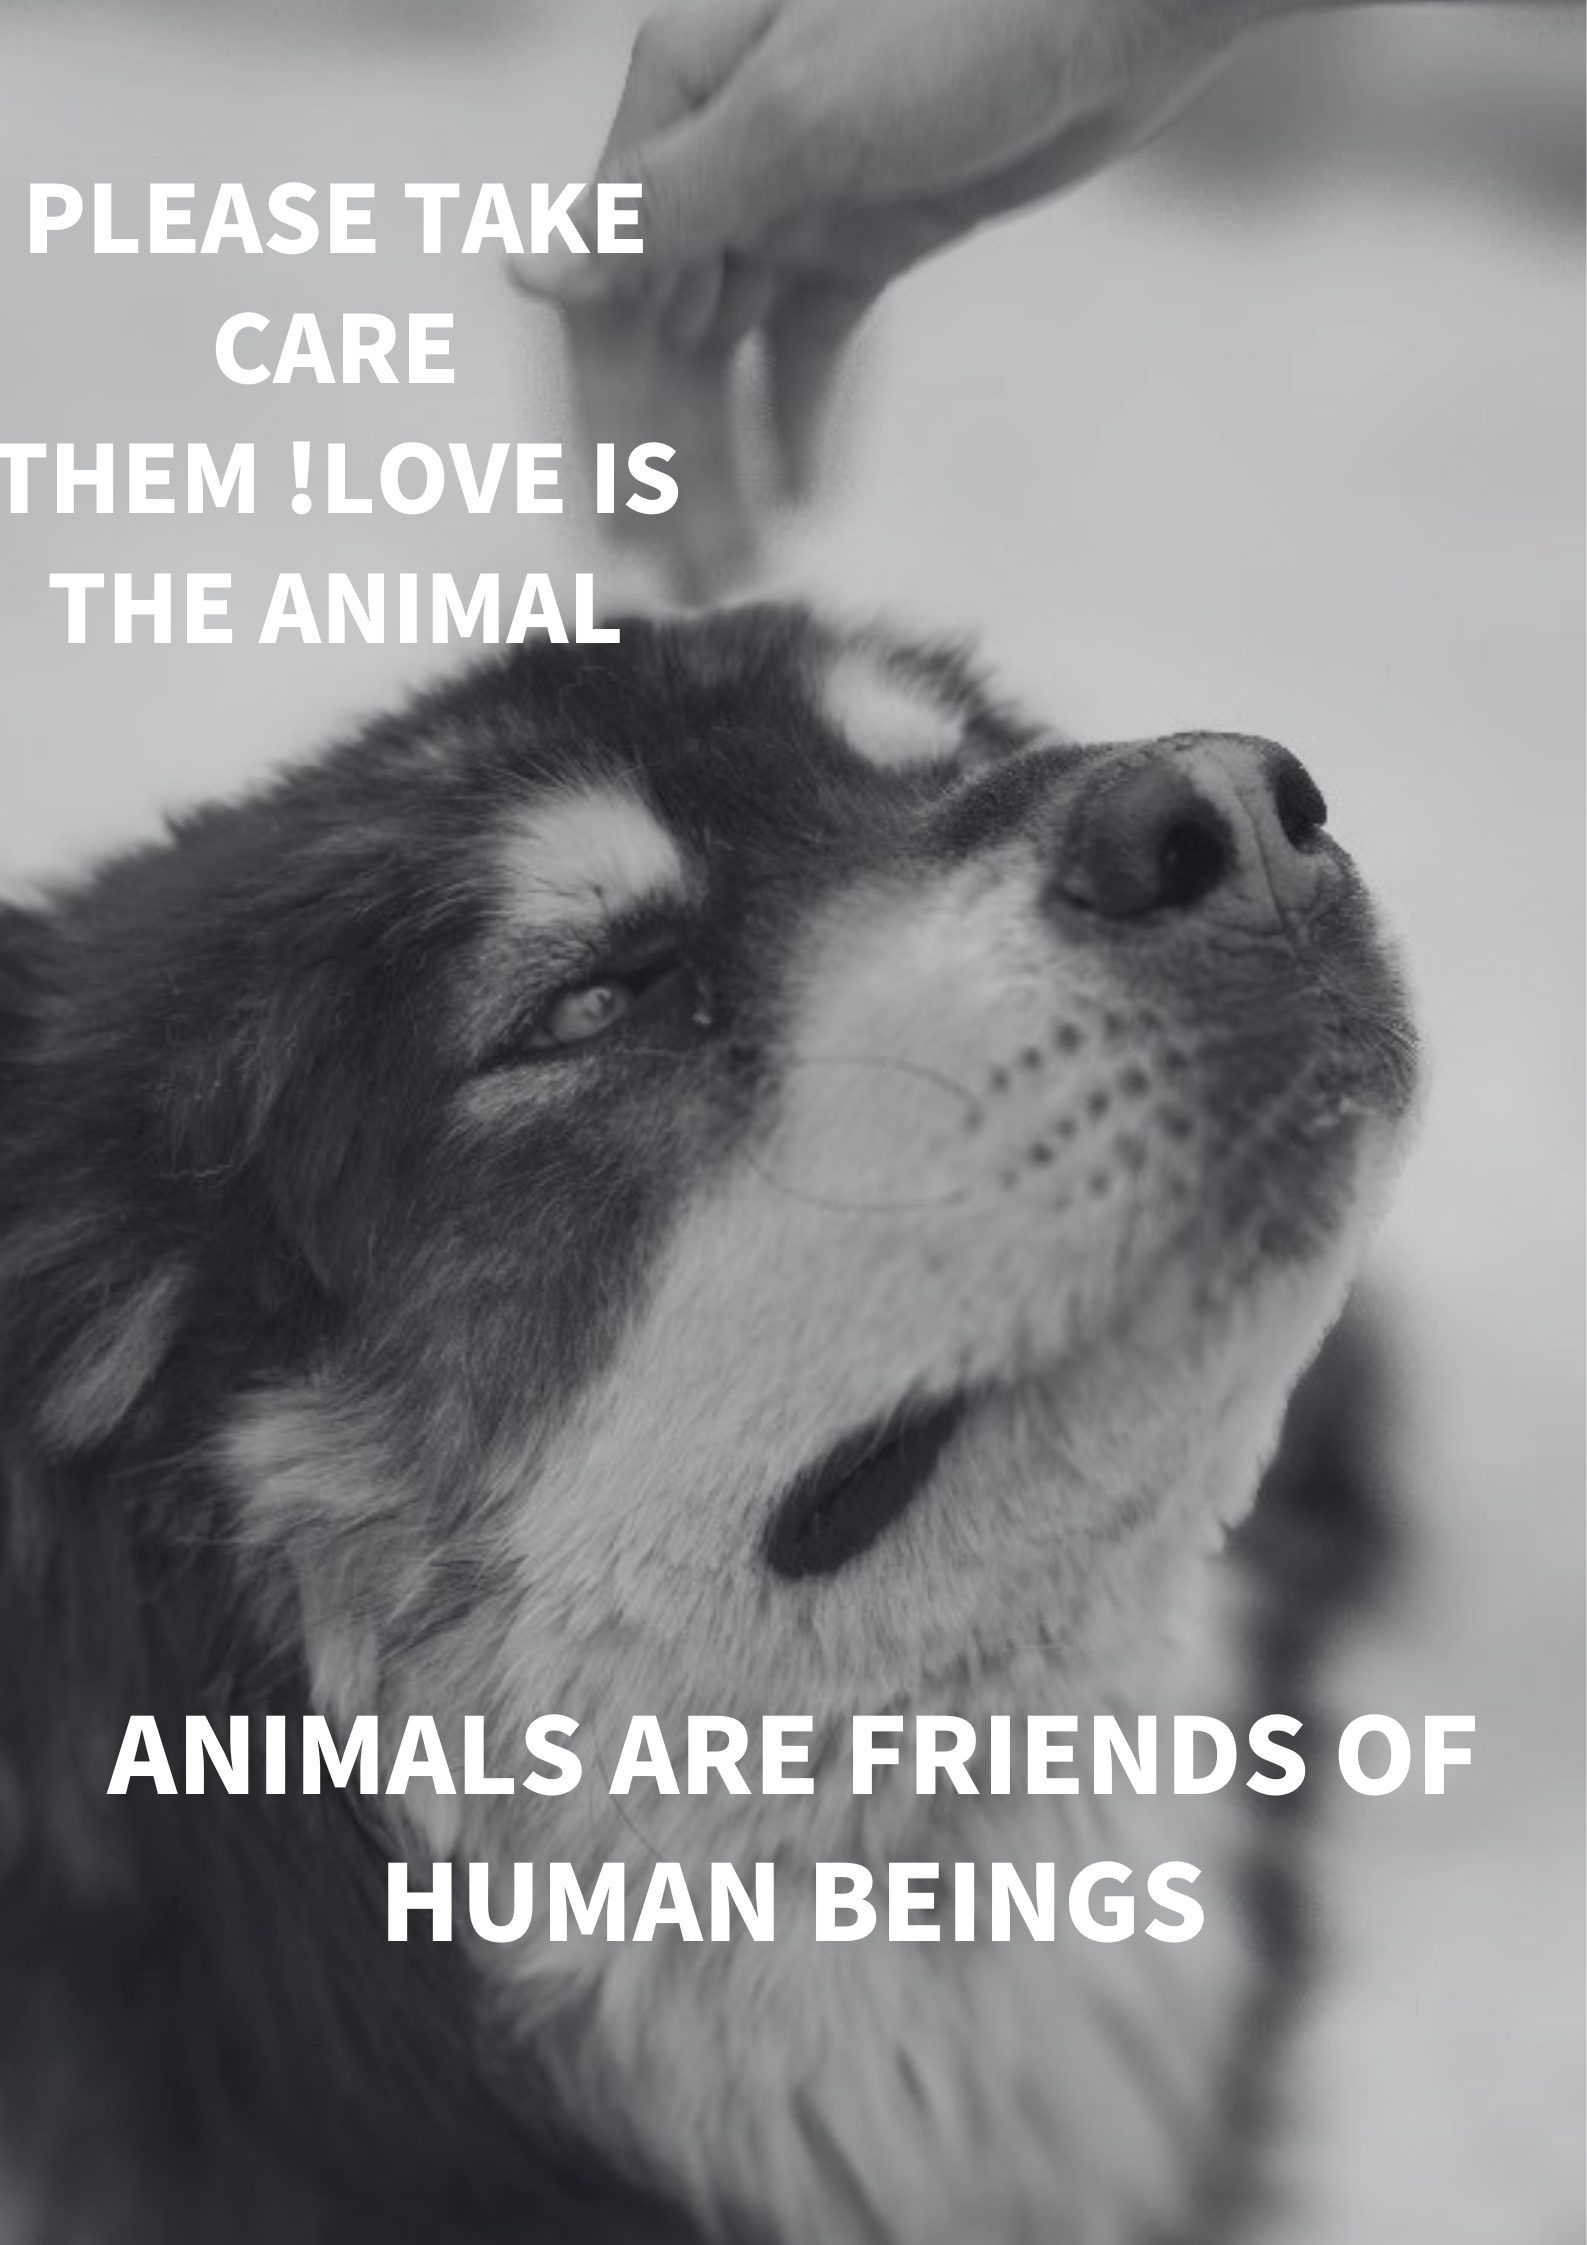 PLEASE TAKE
CARE
THEM !LOVE IS
THE ANIMAL
ANIMALS ARE FRIENDS OF
HUMAN BEINGS